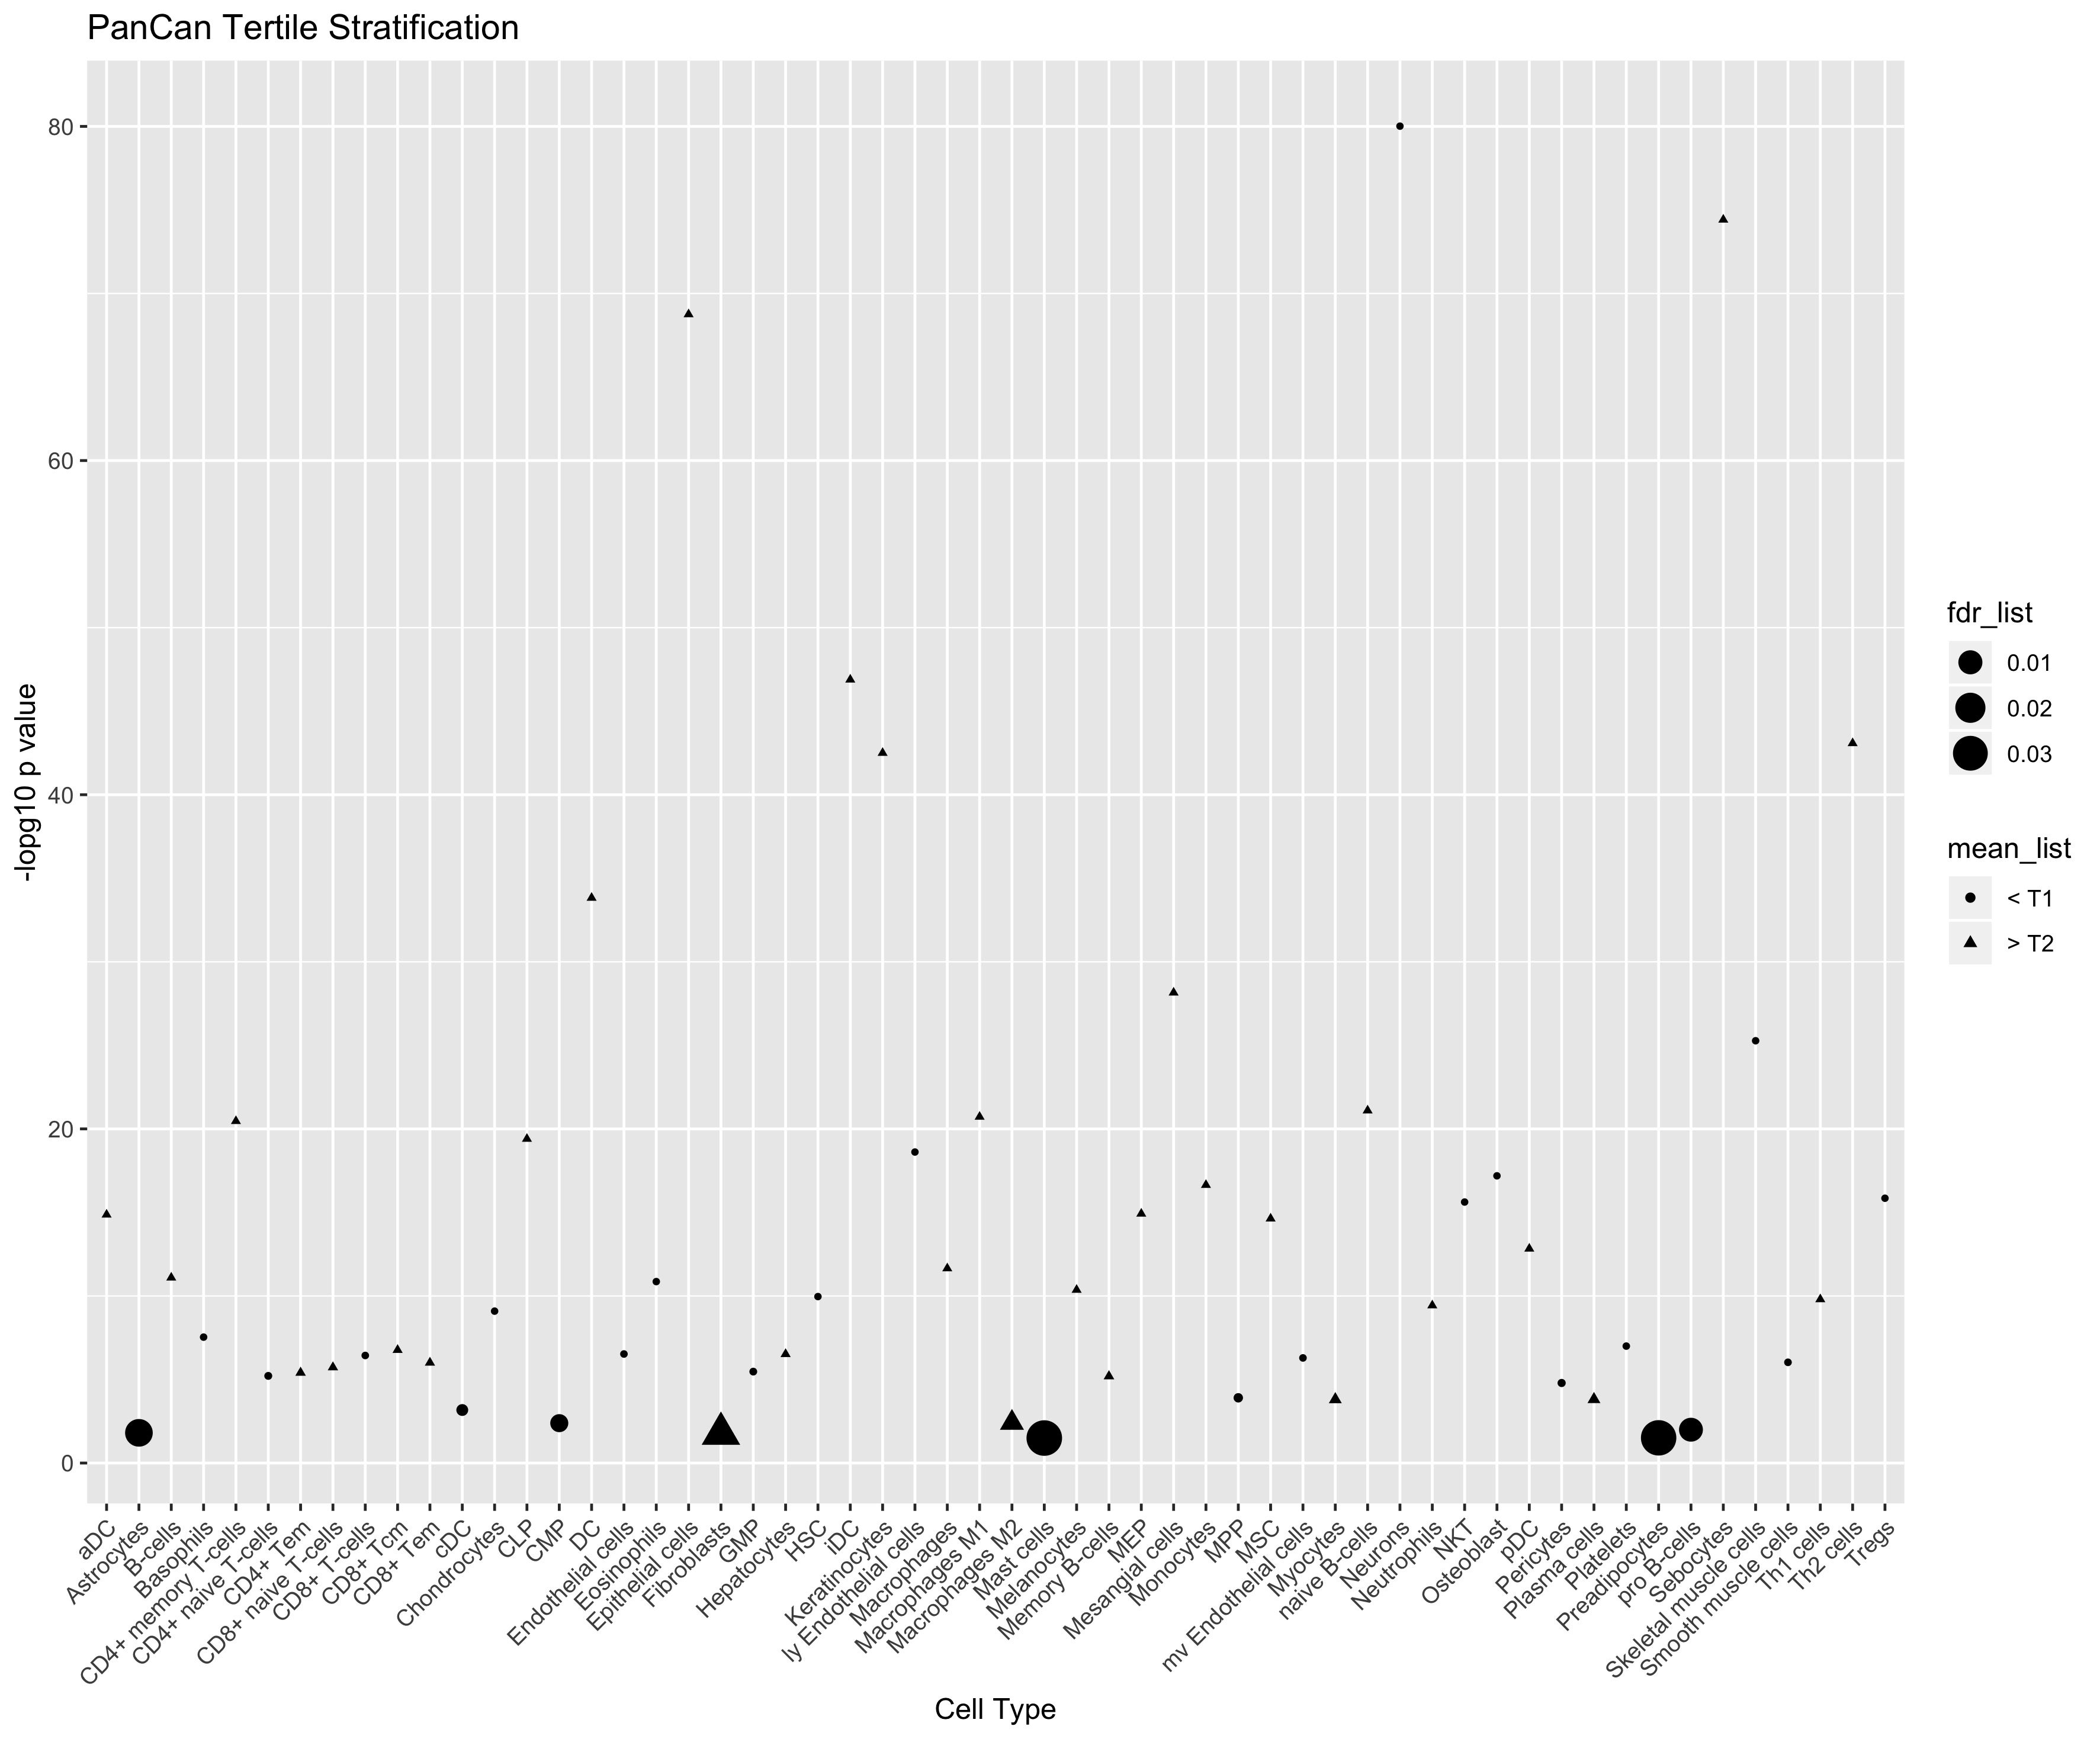 PanCan Tertile Stratification
80
60
40
20
0
-lopg10 p value
aDC
Astrocytes
B-cells
Basophils
CD4+ memory T-cells
CD4+ naive T-cells
CD4+ Tem
CD8+ naive T-cells
CD8+ T-cells
CD8+ Tcm
CD8+ Tem
cDC
Chondrocytes
CLP
CMP
DC
Endothelial cells
Eosinophils
Epithelial cells
Fibroblasts
GMP
Hepatocytes
HSC
iDC
Keratinocytes
ly Endothelial cells
Macrophages
Macrophages M1
Macrophages M2
Mast cells
Melanocytes
Memory B-cells
MEP
Mesangial cells
Monocytes
MPP
MSC
mv Endothelial cells
Myocytes
naive B-cells
Neurons
Neutrophils
NKT
Osteoblast
pDC
Pericytes
Plasma cells
Platelets
Preadipocytes
pro B-cells
Sebocytes
Skeletal muscle cells
Smooth muscle cells
Th1 cells
Th2 cells
Tregs
Cell Type
fdr_list
0.01
0.02
0.03
mean_list
< T1
> T2